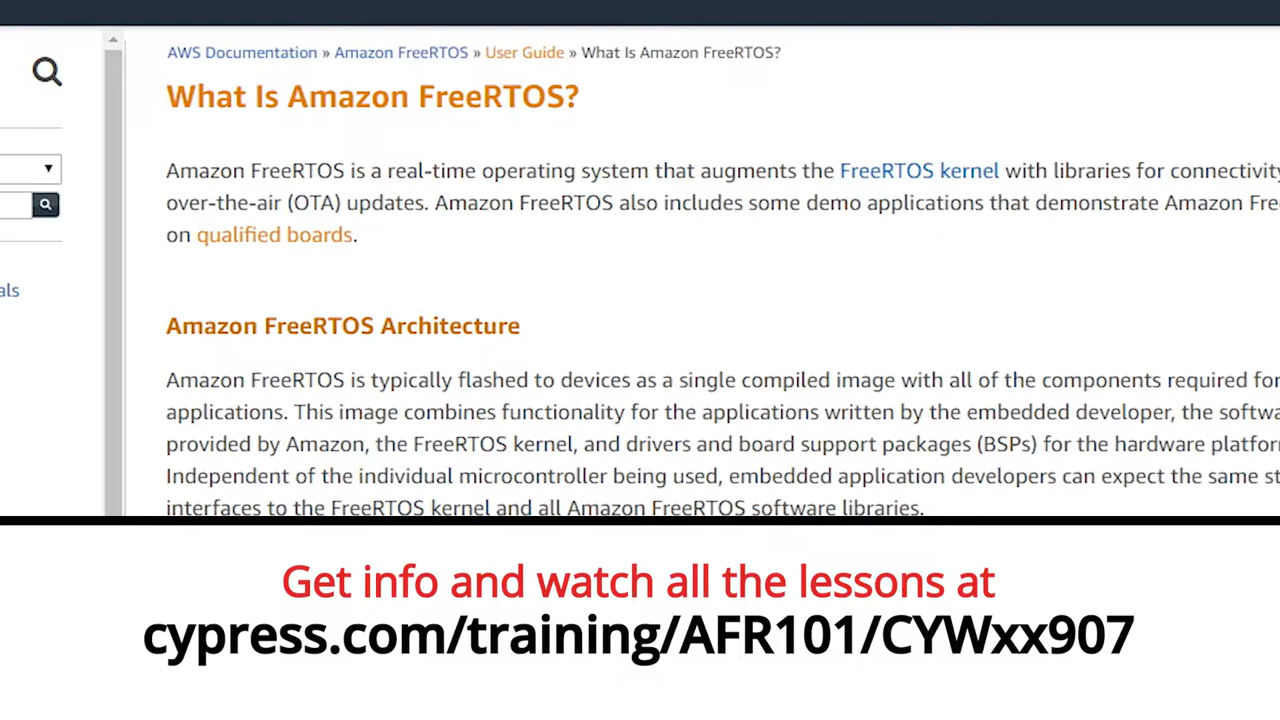 AWS Documentation » Amazon FreeRTOS » User Guide » What Is Amazon FreeRTOS?
What Is Amazon FreeRTOS?
Amazon FreeRTOS is a real-time operating system that augments the FreeRTOS kernel with libraries for connectivity
over-the-air (OTA) updates. Amazon FreeRTOS also includes some demo applications that demonstrate Amazon Fre
on qualified boards.
als
Amazon FreeRTOS Architecture
Amazon FreeRTOS is typically flashed to devices as a single compiled image with all of the components required for
applications. This image combines functionality for the applications written by the embedded developer, the softwa
provided by Amazon, the FreeRTOS kernel, and drivers and board support packages (BSPs) for the hardware platfor
Independent of the individual microcontroller being used, embedded application developers can expect the same st
interfaces to the FreeRTOS kernel and all Amazon FreeRTOS software libraries.
Get info and watch all the lessons at
cypress.com/training/AFR101/CYWxx907